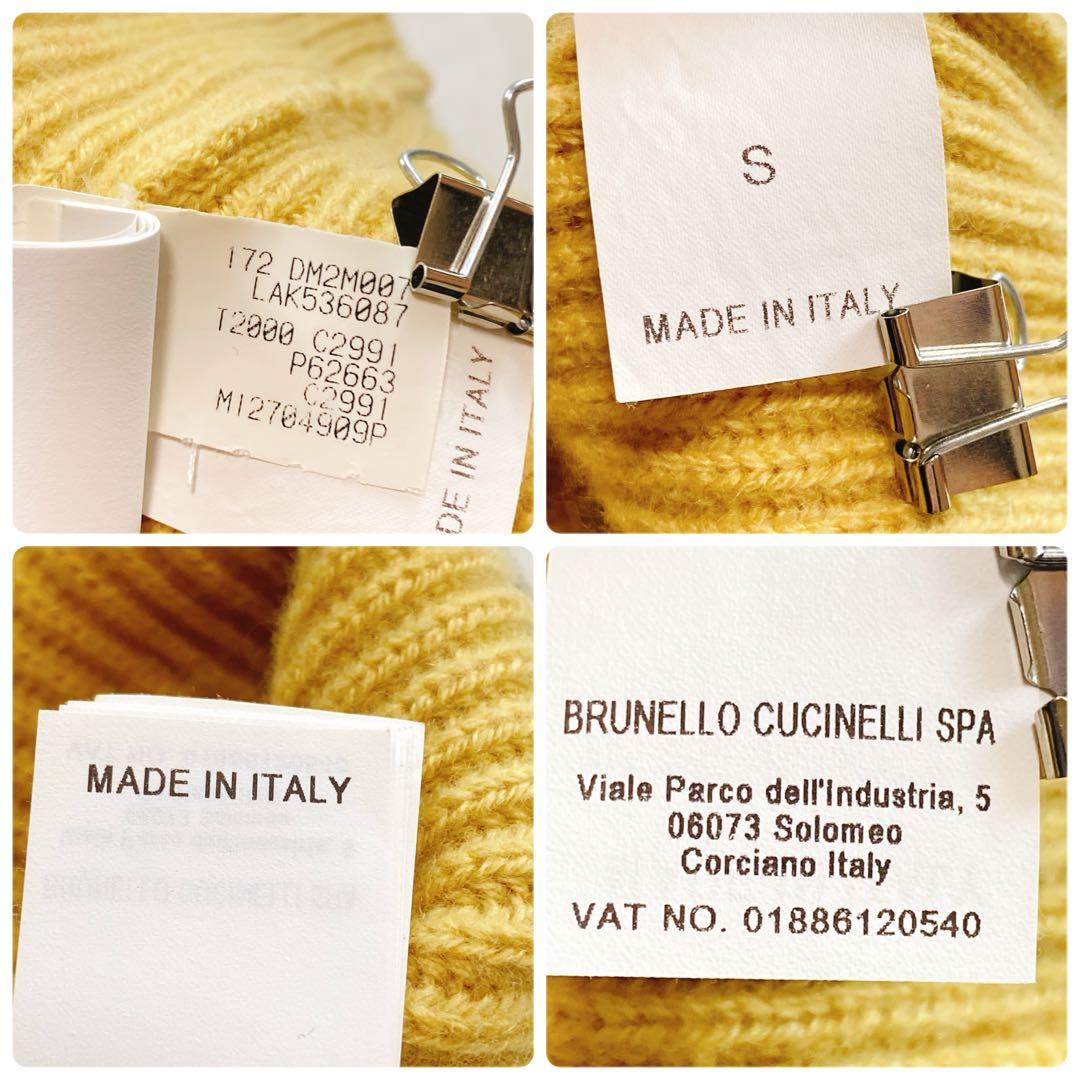 172 DM2M007
LAK536087
T2000 C2991
P62663
C2991
MI2704909P
DE IN ITALY
S
MADE IN ITALY
MADE IN ITALY
BRUNELLO CUCINELLI SPA
Viale Parco dell'Industria, 5
06073 Solomeo
Corciano Italy
VAT NO. 01886120540